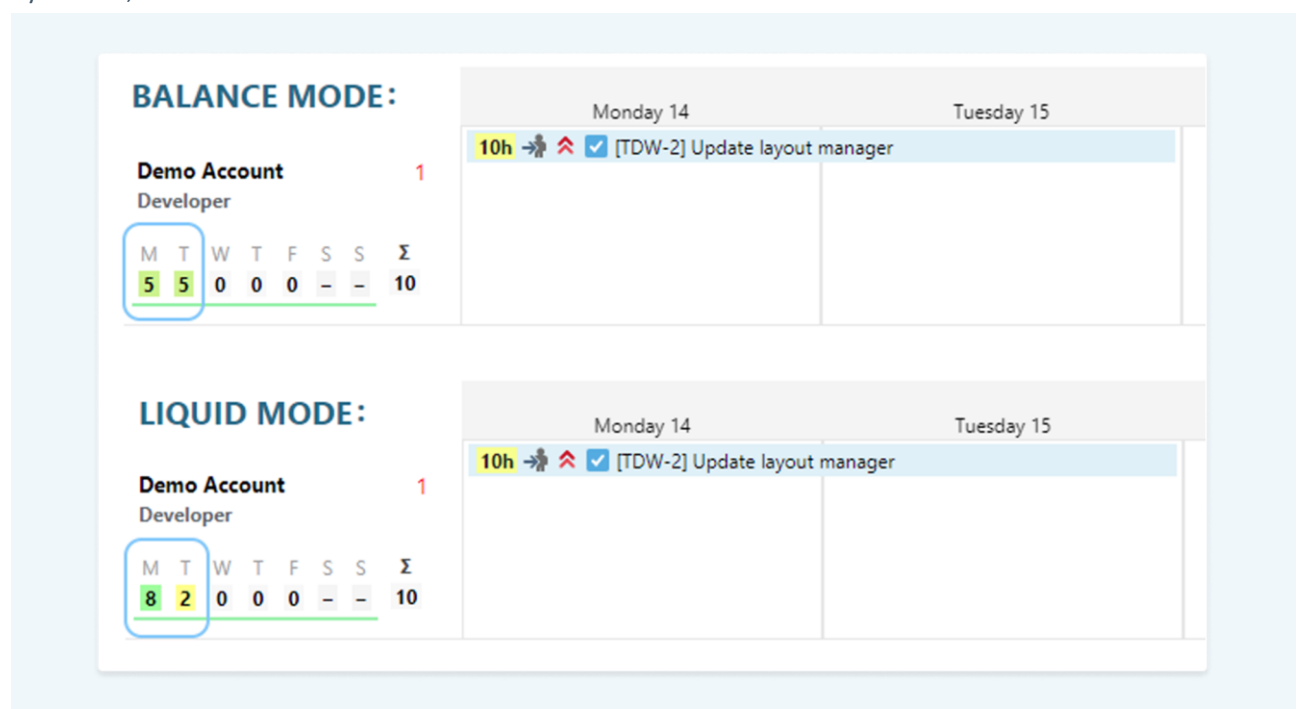 BALANCE MODE:
Monday 14 Tuesday 15
10h [TDW-2] Update layout manager
Demo Account 1
Developer
M T W T F S S Σ
5 5 0 0 0 – – 10
LIQUID MODE:
Monday 14 Tuesday 15
10h [TDW-2] Update layout manager
Demo Account 1
Developer
M T W T F S S Σ
8 2 0 0 0 – – 10